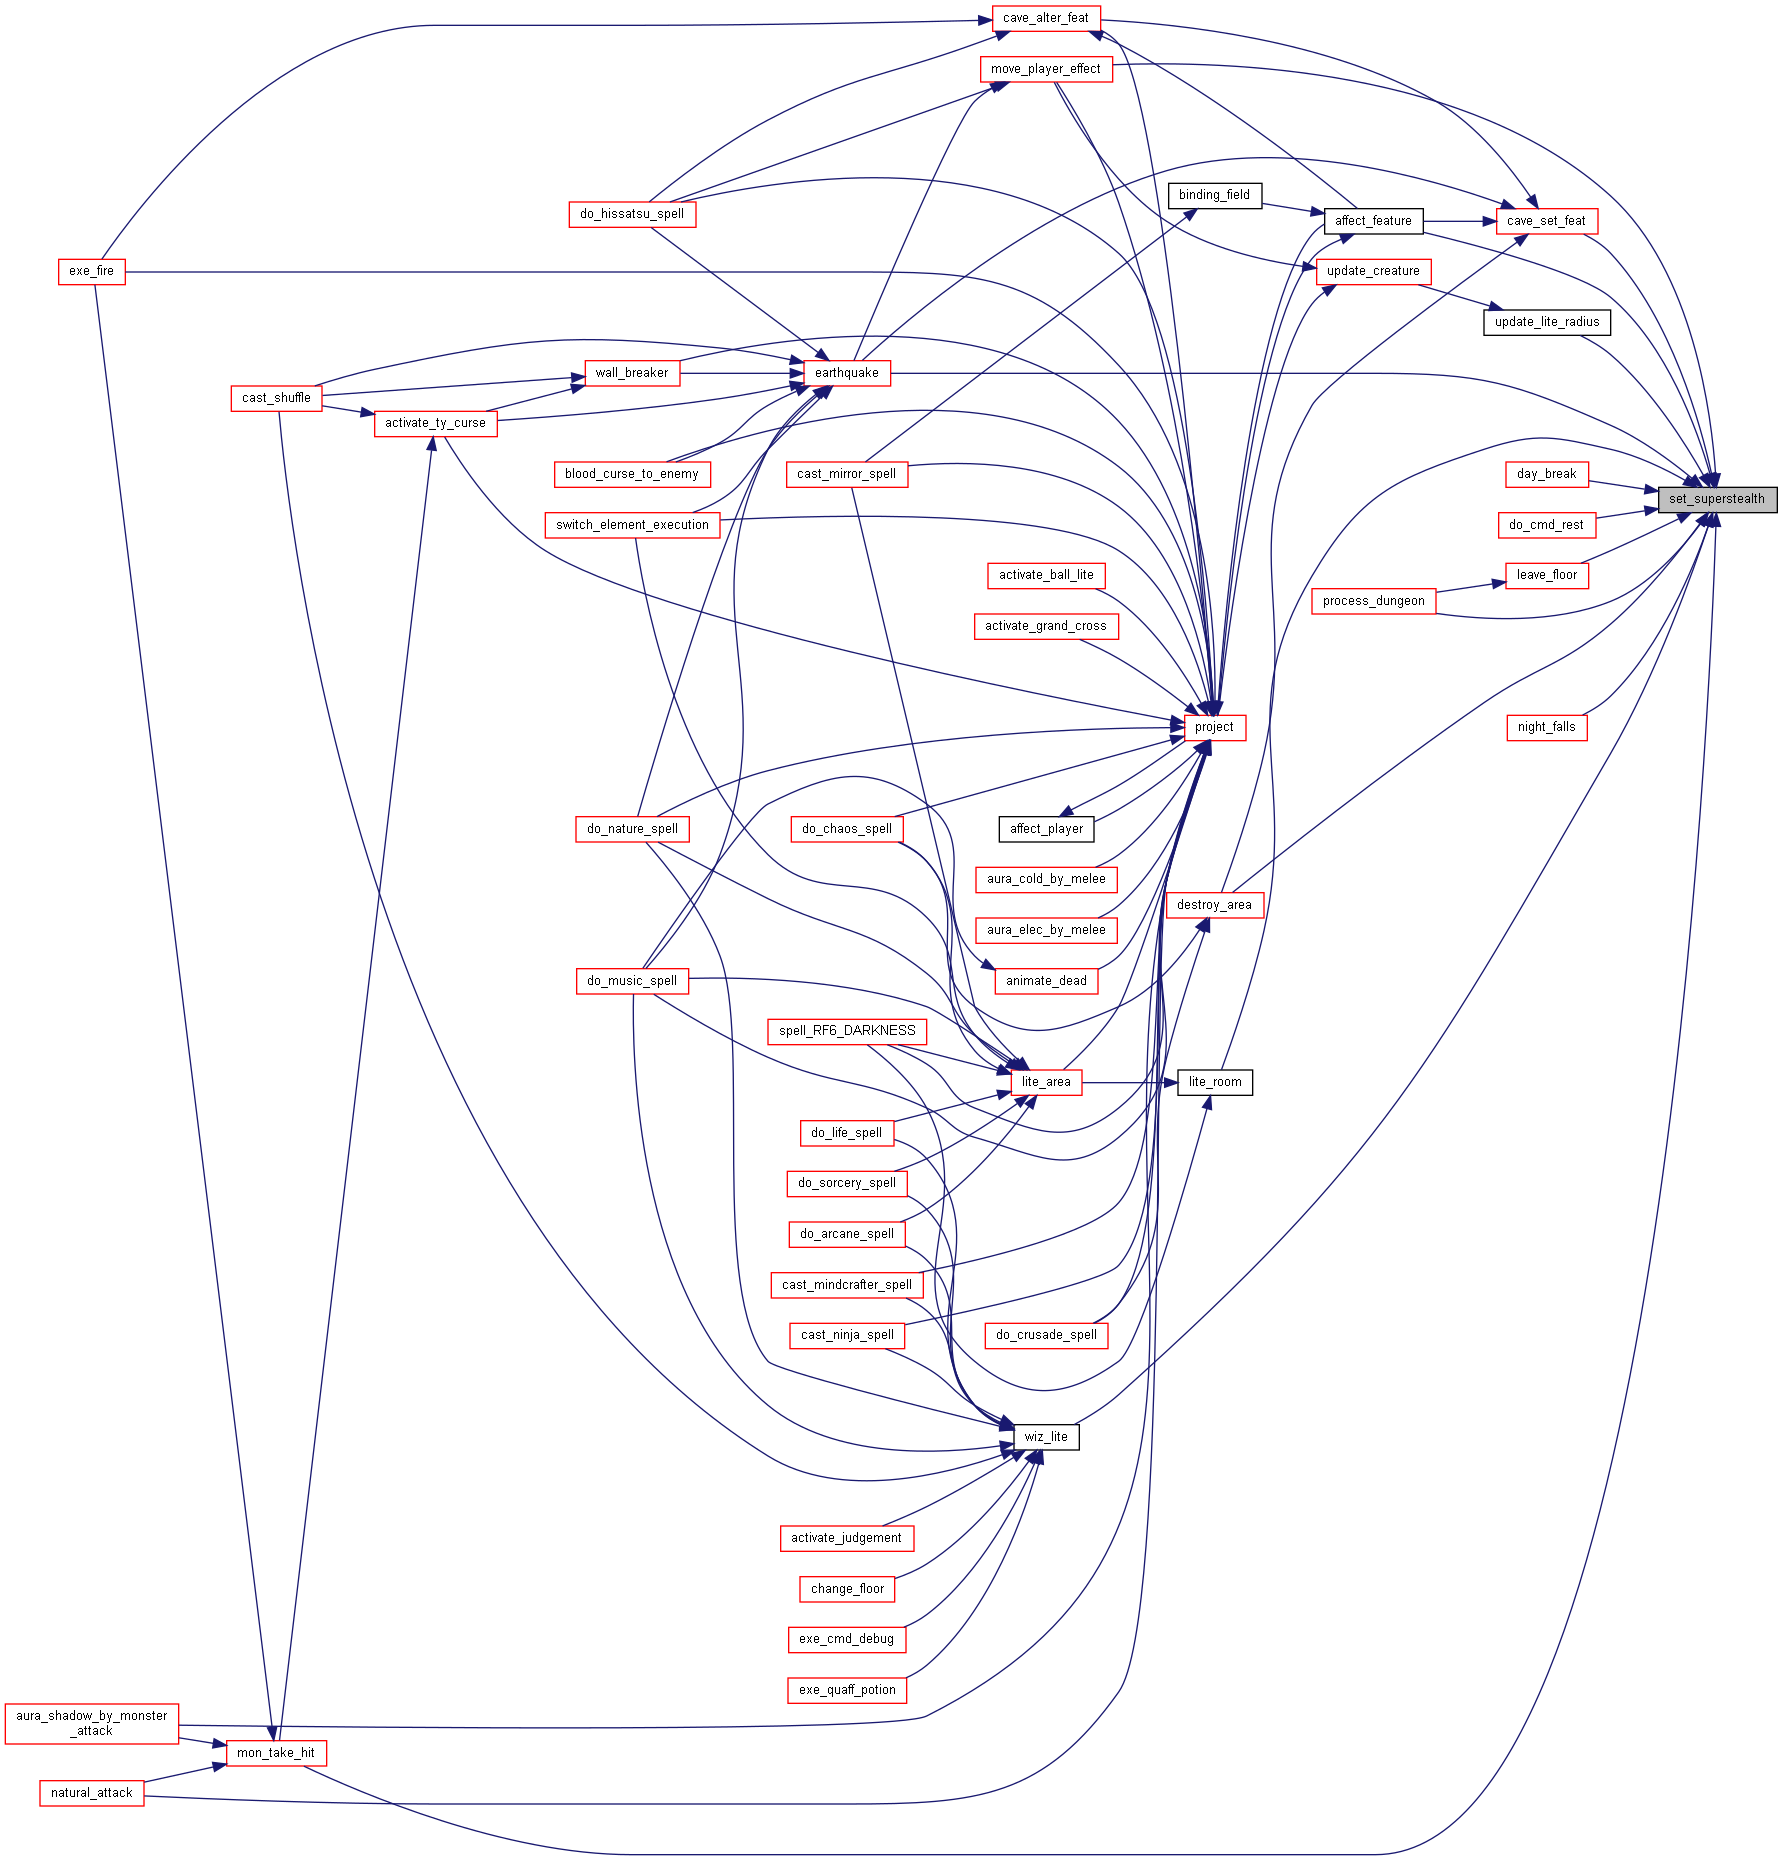 cave_alter_feat
move_player_effect
binding_field
do_hissatsu_spell
affect_feature
cave_set_feat
exe_fire
update_creature
update_lite_radius
wall_breaker
earthquake
cast_shuffle
activate_ty_curse
blood_curse_to_enemy
cast_mirror_spell
day_break
set_superstealth
switch_element_execution
do_cmd_rest
activate_ball_lite
leave_floor
process_dungeon
activate_grand_cross
project
night_falls
do_nature_spell
do_chaos_spell
affect_player
aura_cold_by_melee
destroy_area
aura_elec_by_melee
do_music_spell
animate_dead
spell_RF6_DARKNESS
lite_area
lite_room
do_life_spell
do_sorcery_spell
do_arcane_spell
cast_mindcrafter_spell
cast_ninja_spell
do_crusade_spell
wiz_lite
activate_judgement
change_floor
exe_cmd_debug
exe_quaff_potion
aura_shadow_by_monster
_attack
mon_take_hit
natural_attack